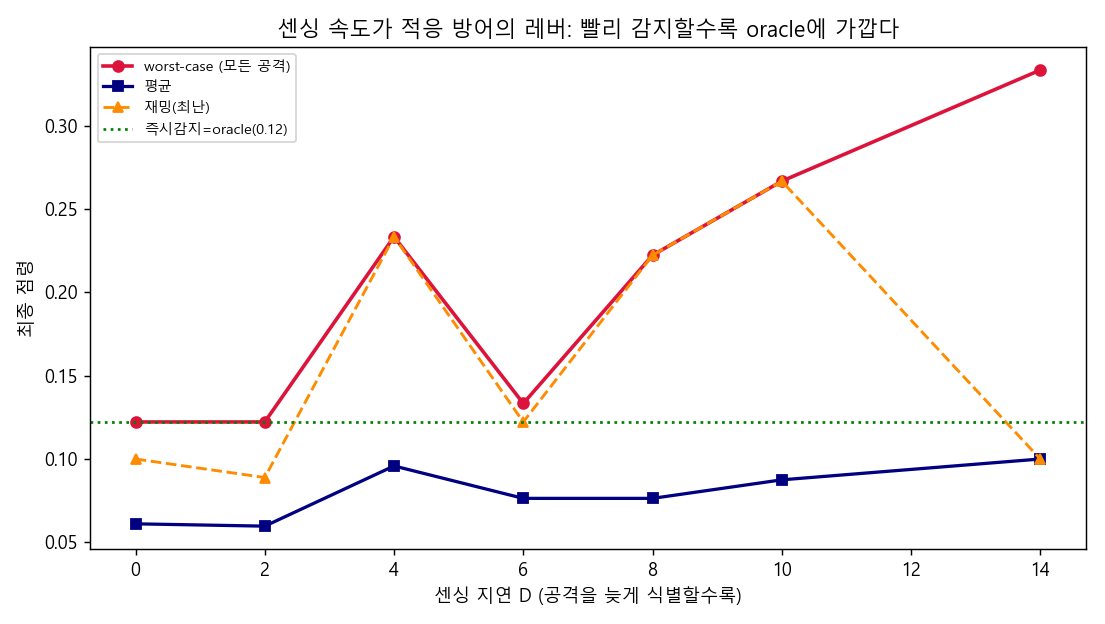 센싱 속도가 적응 방어의 레버: 빨리 감지할수록 oracle에 가깝다
worst-case (모든 공격)
평균
재밍(최난)
즉시감지=oracle(0.12)
최종 점령
0.30
0.25
0.20
0.15
0.10
0.05
0 2 4 6 8 10 12 14
센싱 지연 D (공격을 늦게 식별할수록)